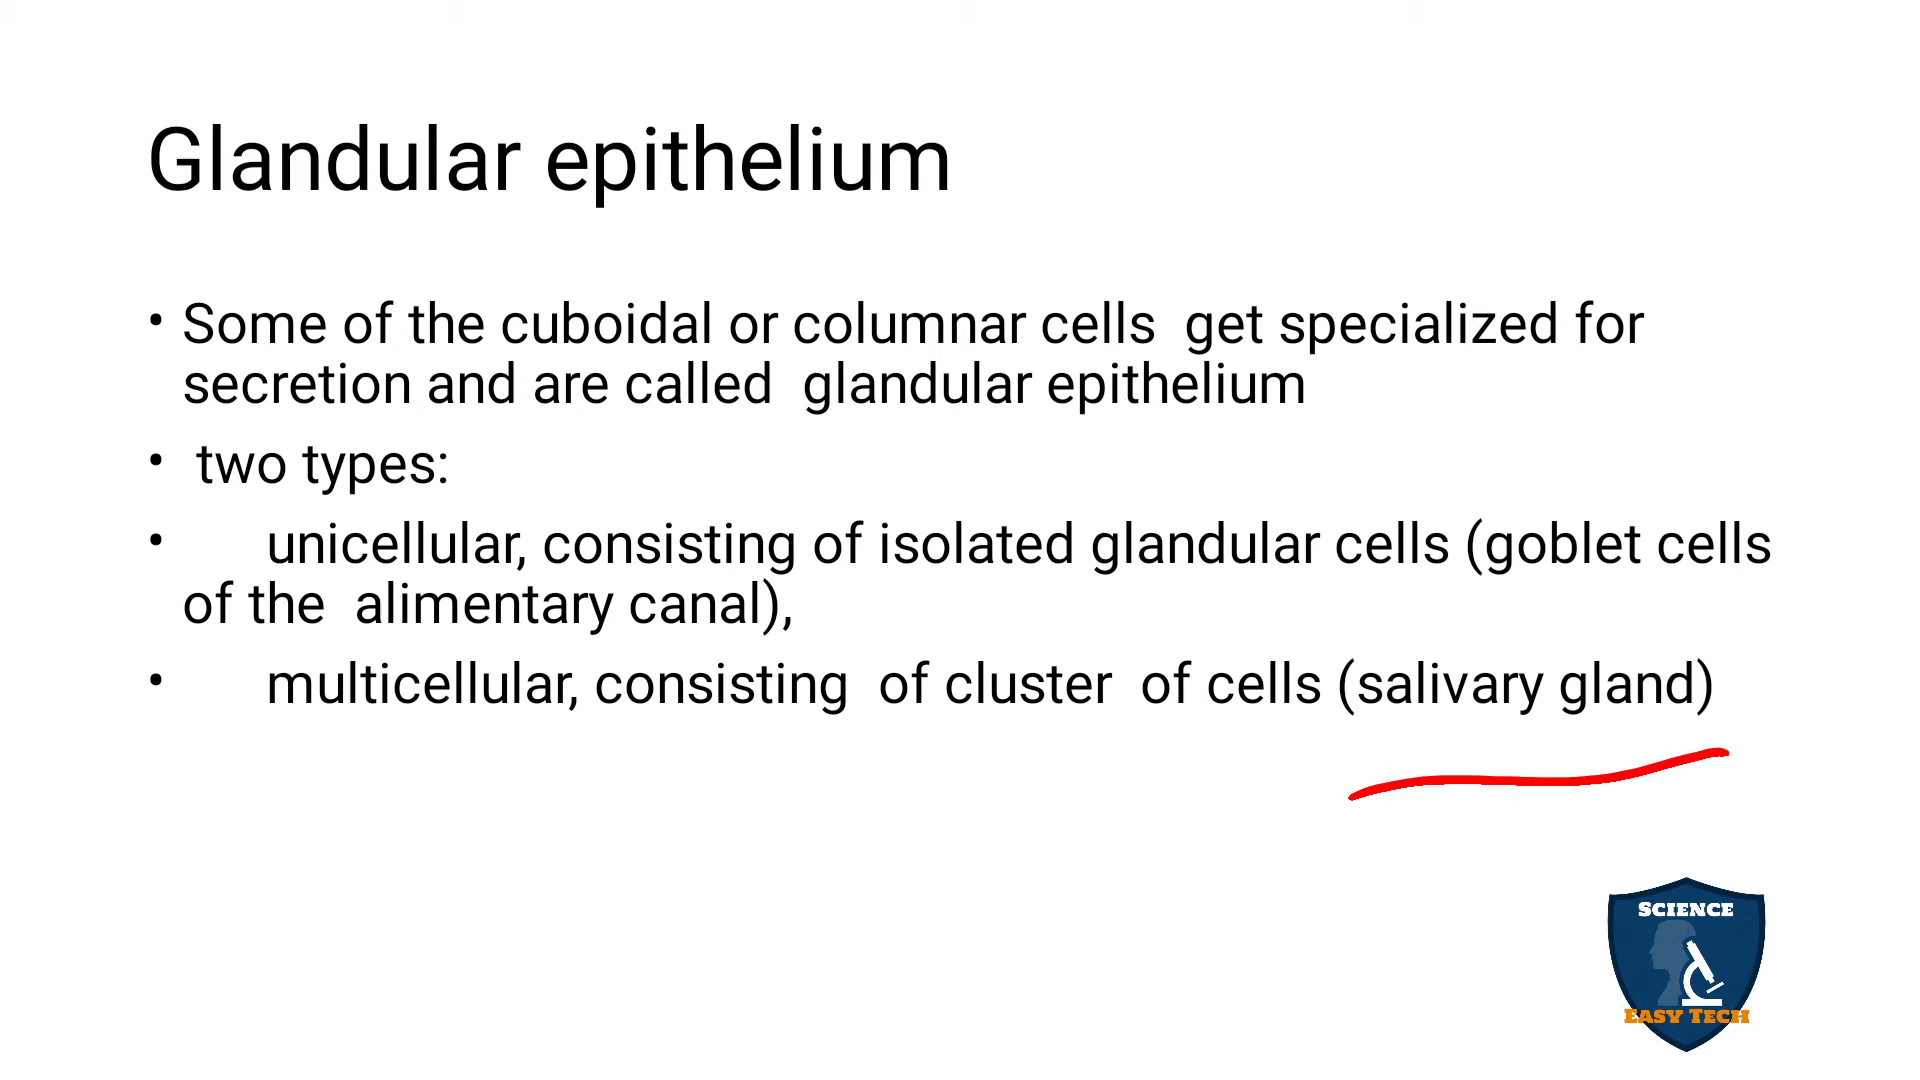 Glandular epithelium
• Some of the cuboidal or columnar cells  get specialized for
secretion and are called  glandular epithelium
•  two types:
•      unicellular, consisting of isolated glandular cells (goblet cells
of the  alimentary canal),
•      multicellular, consisting  of cluster  of cells (salivary gland)
SCIENCE
EASY TECH